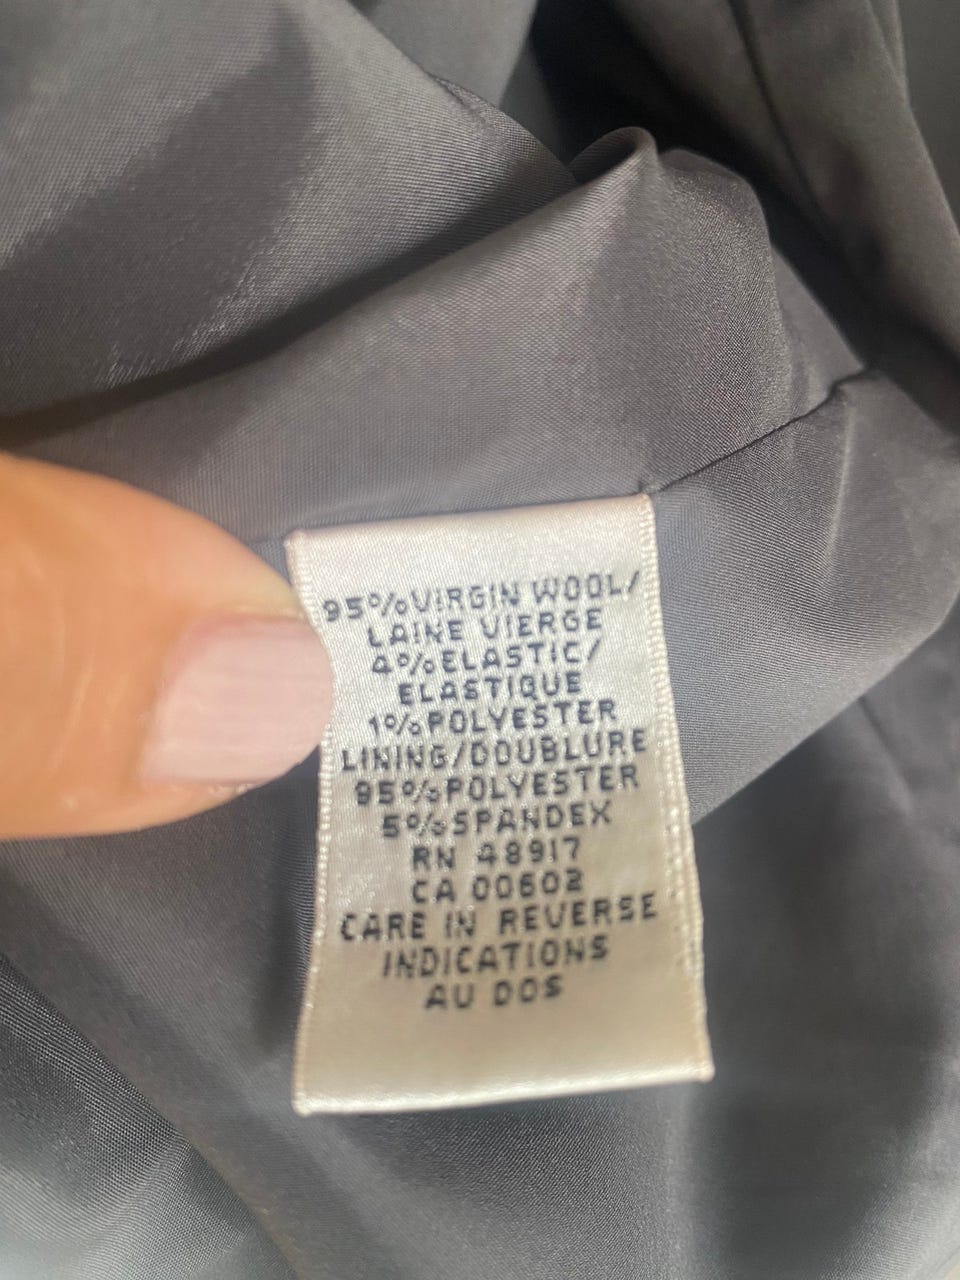 95%VIRGIN WOOL/
LAINE VIERGE
4%ELASTIC/
ELASTIQUE
1%POLYESTER
LINING/DOUBLURE
95%POLYESTER
5%SPANDEX
RN 48917
CA 00602
CARE IN REVERSE
INDICATIONS
AU DOS